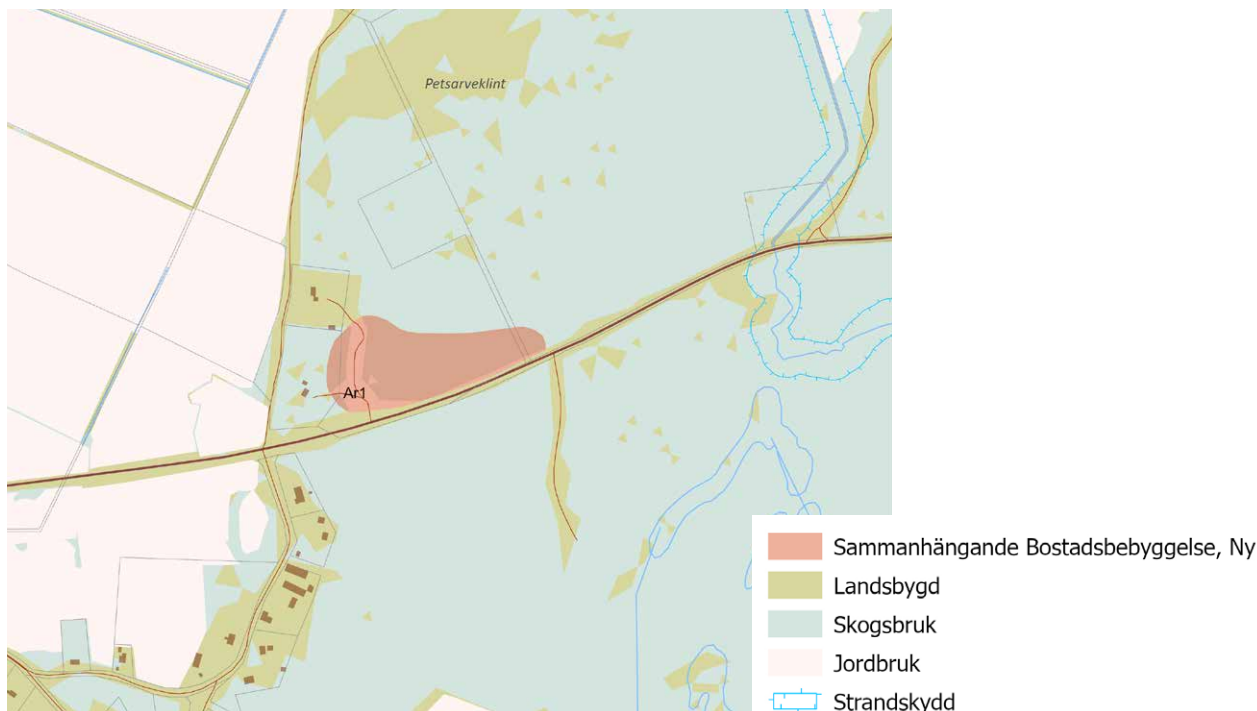 Petsarveklint
Ar1
Sammanhängande Bostadsbebyggelse, Ny
Landsbygd
Skogsbruk
Jordbruk
Strandskydd